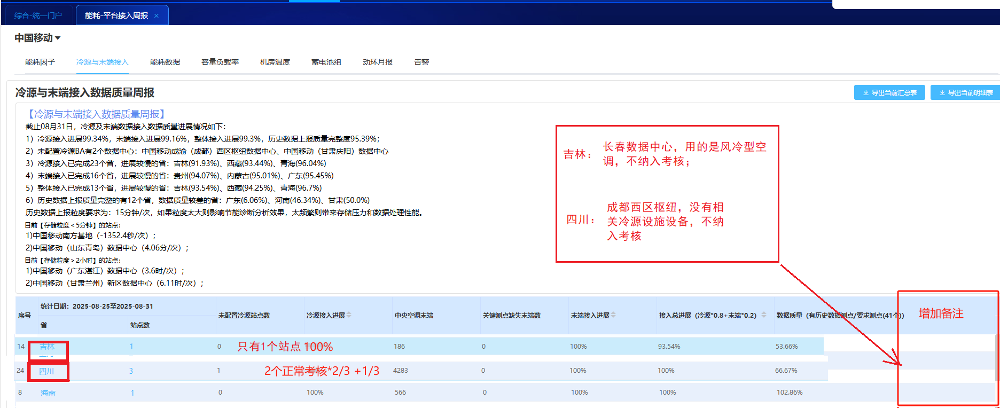 综合-统一门户
能耗-平台接入周报 ×
中国移动
能耗因子 冷源与末端接入 能耗数据 容量负载率 机房温度 蓄电池组 动环月报 告警
冷源与末端接入数据质量周报
导出当前汇总表 导出当前明细表
【冷源与末端接入数据质量周报】
截止08月31日，冷源及末端数据接入数据质量进展情况如下：
1）冷源接入进展99.34%，末端接入进展99.16%，整体接入进展99.3%，历史数据上报质量完整度95.39%；
2）未配置冷源BA有2个数据中心：中国移动成渝（成都）西区枢纽数据中心、中国移动（甘肃庆阳）数据中心
3）冷源接入已完成23个省，进展较慢的省：吉林(91.93%)、西藏(93.44%)、青海(96.04%)
4）末端接入已完成16个省，进展较慢的省：贵州(94.07%)、内蒙古(95.01%)、广东(95.45%)
5）整体接入已完成13个省，进展较慢的省：吉林(93.54%)、西藏(94.25%)、青海(96.7%)
6）历史数据上报质量完整的有12个省，数据质量较差的省：广东(6.06%)、河南(46.34%)、甘肃(50.0%)
历史数据上报粒度要求为：15分钟/次，如果粒度太大则影响节能诊断分析效果，太频繁则带来存储压力和数据处理性能。
目前【存储粒度＜5分钟】的站点：
1)中国移动南方基地（-1352.4秒/次）；
2)中国移动（山东青岛）数据中心（4.06分/次）；
目前【存储粒度＞2小时】的站点：
1)中国移动（广东湛江）数据中心（3.6时/次）；
2)中国移动（甘肃兰州）新区数据中心（6.11时/次）；
吉林：
长春数据中心，用的是风冷型空
调，不纳入考核；
四川：
成都西区枢纽，没有相
关冷源设施设备，不纳
入考核
序号 统计日期：2025-08-25至2025-08-31 未配置冷源站点数 冷源接入进展 中央空调末端 关键测点缺失末端数 末端接入进展 接入总进展（冷源*0.8+末端*0.2） 数据质量（有历史数据测点/要求测点(41个)）
省 站点数
增加备注
14 吉林 1 0 只有1个站点 100% 186 0 100% 93.54% 53.66%
24 四川 3 1 2个正常考核*2/3 +1/3 4283 0 100% 100% 66.67%
8 海南 1 0 100% 566 0 100% 100% 102.86%